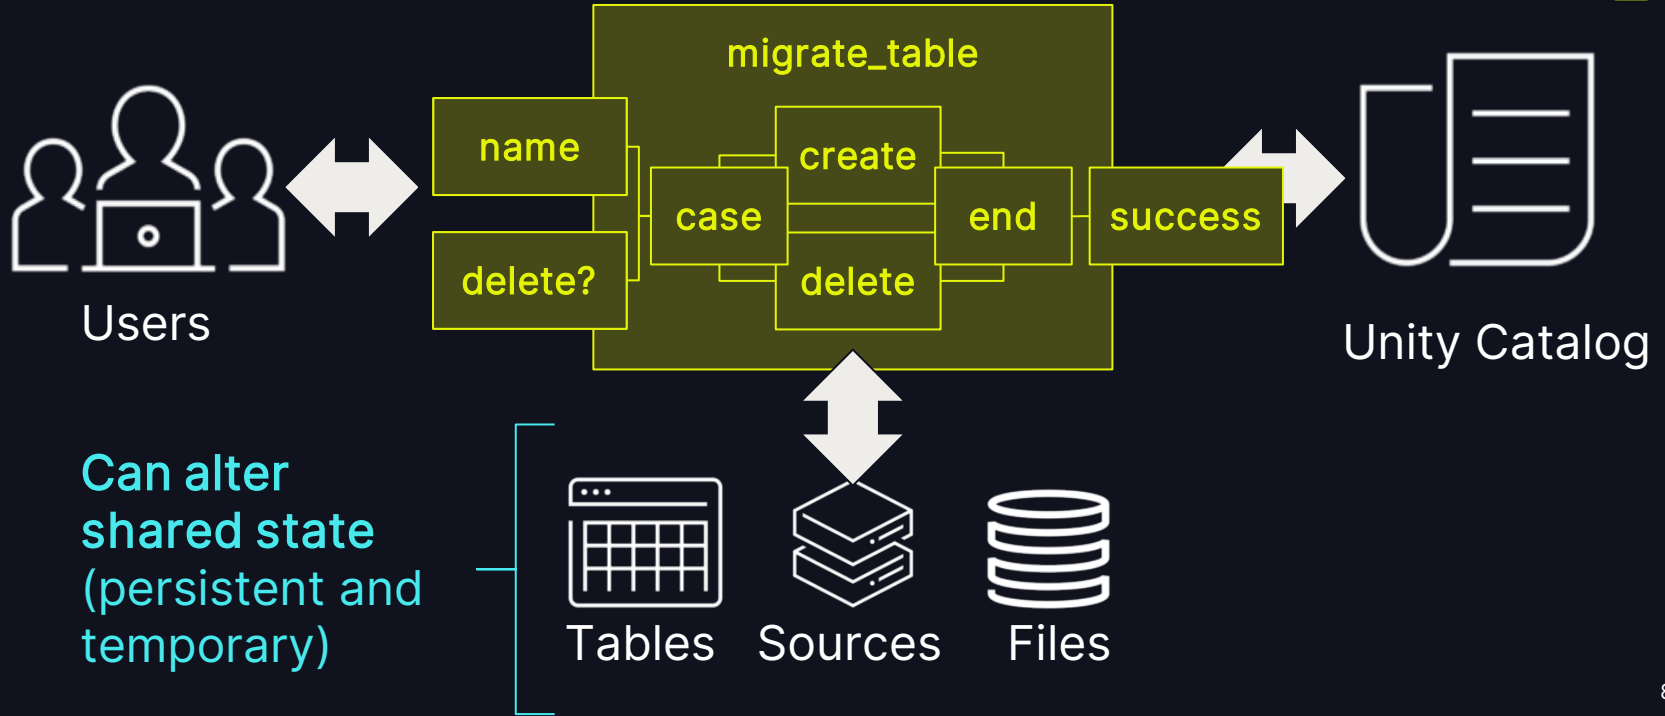 migrate_table
name
create
case
end
success
delete?
delete
Users
Unity Catalog
Can alter
shared state
(persistent and
temporary)
Tables
Sources
Files